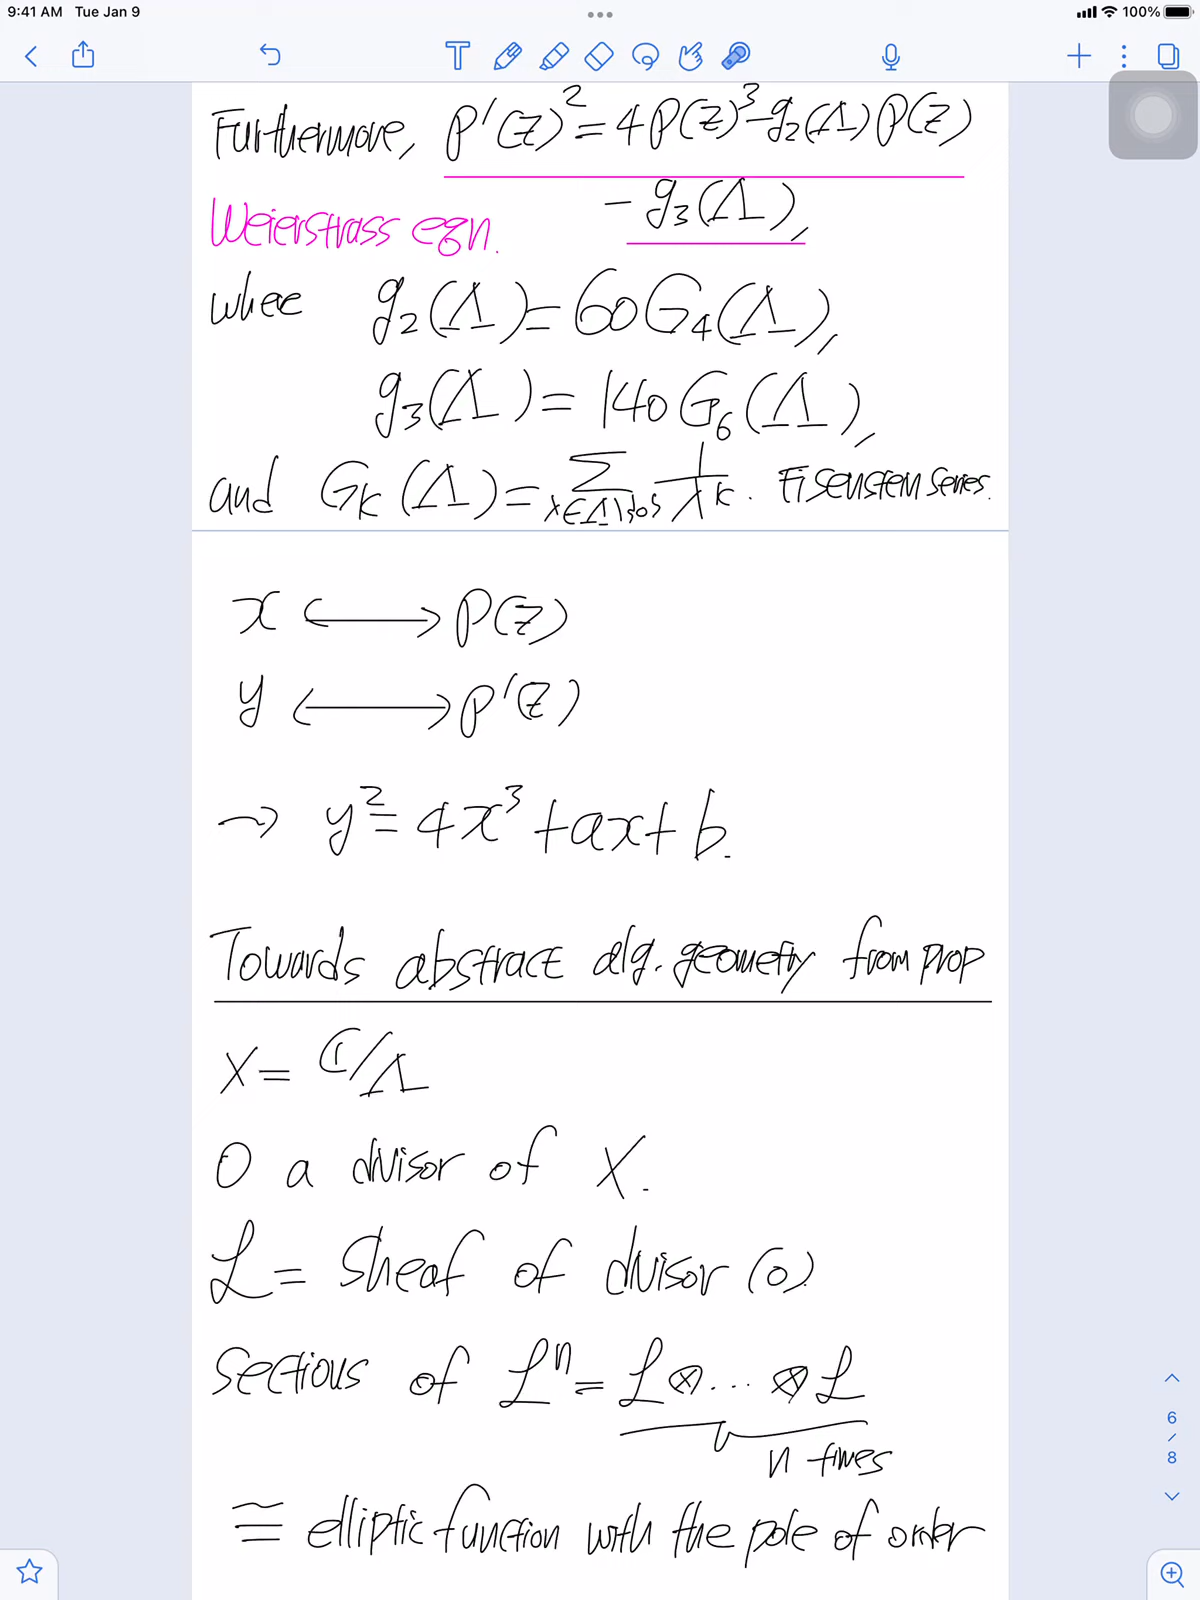 9:41 AM Tue Jan 9
100%
Furthermore, ℘'(z)² = 4℘(z)³ - g₂(Λ)℘(z)
- g₃(Λ),
Weierstrass eqn.
where g₂(Λ) = 60G₄(Λ),
g₃(Λ) = 140G₆(Λ),
and Gₖ(Λ) = Σ_{λ∈Λ\{0}} 1/λᵏ. Eisenstein series.
x ⟷ ℘(z)
y ⟷ ℘'(z)
→ y² = 4x³ + ax + b.
Towards abstract alg. geometry from prop
X = ℂ/Λ
O a divisor of X.
ℒ = sheaf of divisor (0)
sections of ℒⁿ = ℒ⊗...⊗ℒ
n times
≅ elliptic function with the pole of order
6
/
8